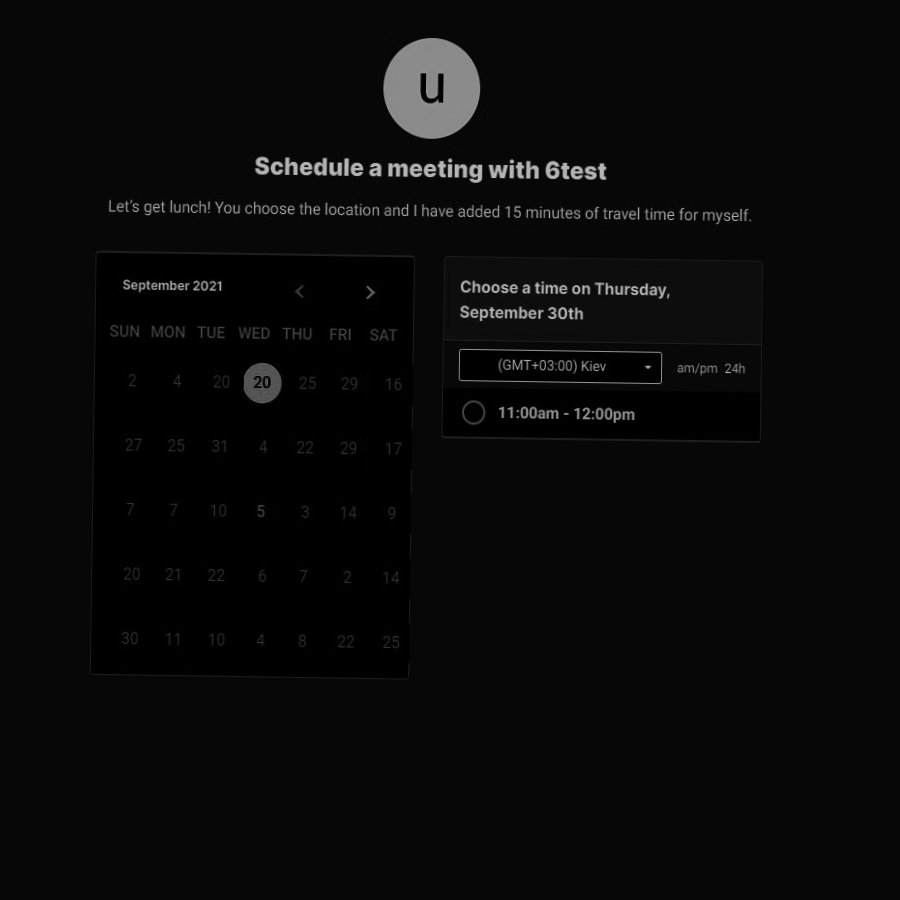 u
Schedule a meeting with 6test
Let's get lunch! You choose the location and I have added 15 minutes of travel time for myself.
September 2021
SUN MON TUE WED THU FRI SAT
2 4 20 20 25 29 16
27 25 31 4 22 29 17
7 7 10 5 3 14 9
20 21 22 6 7 2 14
30 11 10 4 8 22 25
Choose a time on Thursday,
September 30th
(GMT+03:00) Kiev
am/pm 24h
11:00am - 12:00pm